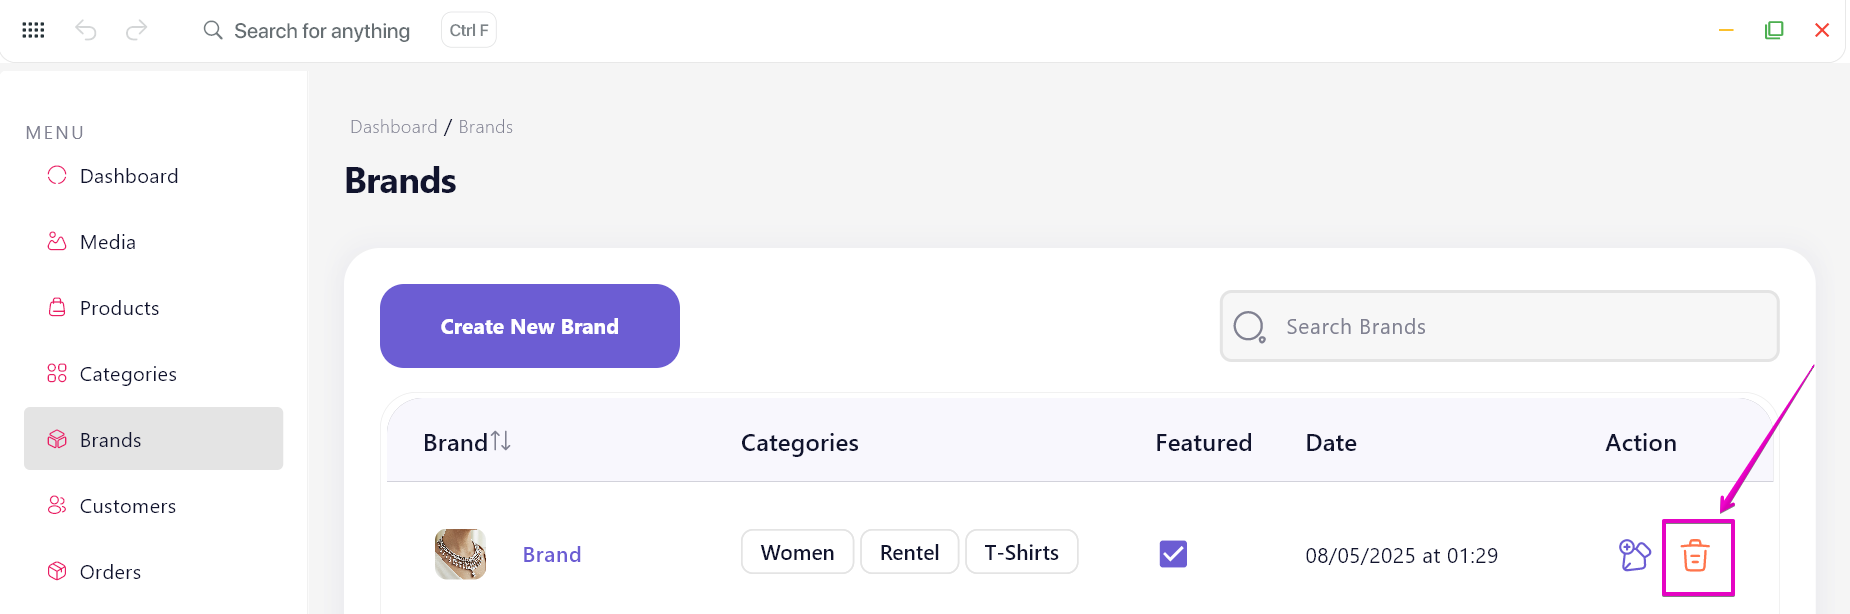 Search for anything Ctrl F
MENU
Dashboard
Media
Products
Categories
Brands
Customers
Orders
Dashboard / Brands
Brands
Create New Brand
Search Brands
Brand Categories Featured Date Action
Brand Women Rentel T-Shirts 08/05/2025 at 01:29